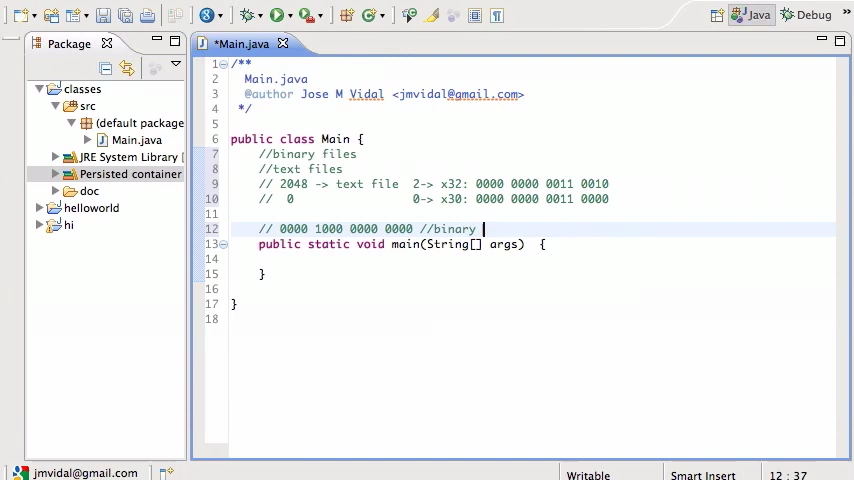 Java
Debug
»
Package
*Main.java
classes
src
(default package
Main.java
JRE System Library [
Persisted container
doc
helloworld
hi
1 /**
2 Main.java
3 @author Jose M Vidal <jmvidal@gmail.com>
4 */
5
6 public class Main {
7 //binary files
8 //text files
9 // 2048 -> text file 2-> x32: 0000 0000 0011 0010
10 // 0 0-> x30: 0000 0000 0011 0000
11
12 // 0000 1000 0000 0000 //binary
13 public static void main(String[] args) {
14
15 }
16
17 }
18
jmvidal@gmail.com
Writable
Smart Insert
12 : 37